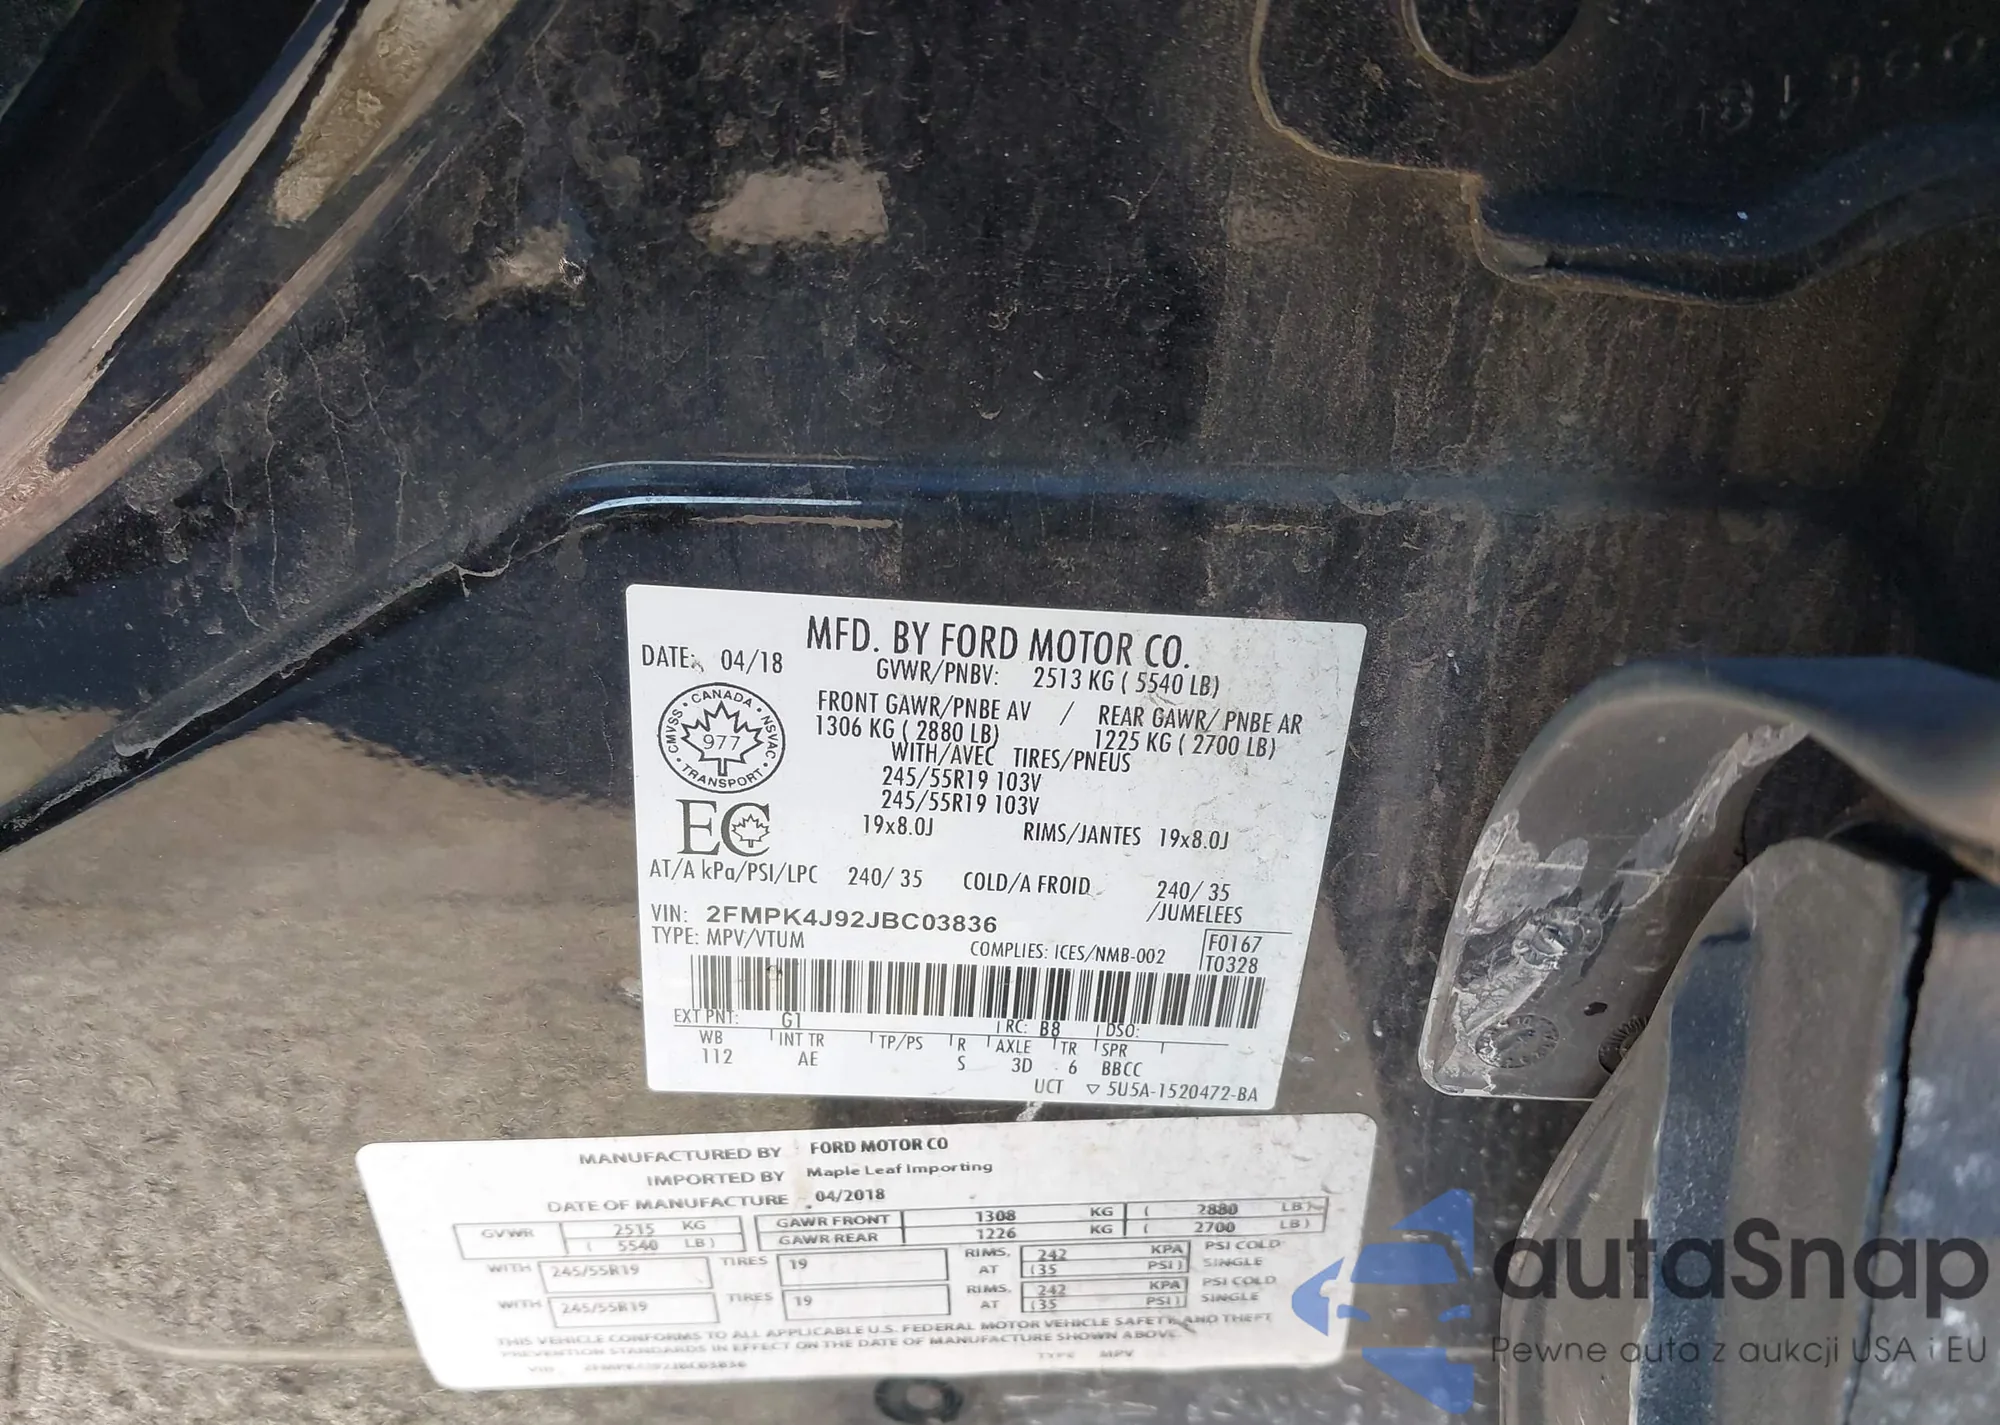 MFD. BY FORD MOTOR CO.
DATE: 04/18
GVWR/PNBV: 2513 KG ( 5540 LB)
FRONT GAWR/PNBE AV / REAR GAWR/ PNBE AR
1306 KG ( 2880 LB) 1225 KG ( 2700 LB)
WITH/AVEC TIRES/PNEUS
245/55R19 103V
245/55R19 103V
19x8.0J RIMS/JANTES 19x8.0J
CANADA
CMVSS NSVAC
977
TRANSPORT
EC
AT/A kPa/PSI/LPC 240/ 35 COLD/A FROID 240/ 35
/JUMELEES
VIN: 2FMPK4J92JBC03836
TYPE: MPV/VTUM
COMPLIES: ICES/NMB-002
F0167
T0328
EXT PNT: G1 RC: B8 DSO:
WB INT TR TP/PS R AXLE TR SPR
112 AE S 3D 6 BBCC
UCT ▽ 5U5A-1520472-BA
MANUFACTURED BY FORD MOTOR CO
IMPORTED BY Maple Leaf Importing
DATE OF MANUFACTURE 04/2018
GVWR 2515 KG GAWR FRONT 1308 KG ( 2880 LB)
( 5540 LB ) GAWR REAR 1226 KG ( 2700 LB )
WITH 245/55R19 TIRES 19 RIMS, 242 KPA PSI COLD
AT (35 PSI ) SINGLE
WITH 245/55R19 TIRES 19 RIMS, 242 KPA PSI COLD
AT (35 PSI) SINGLE
THIS VEHICLE CONFORMS TO ALL APPLICABLE U.S. FEDERAL MOTOR VEHICLE SAFETY AND THEFT
PREVENTION STANDARDS IN EFFECT ON THE DATE OF MANUFACTURE SHOWN ABOVE
TYPE MPV
VIN 2FMPK4J92JBC03836
autaSnap
Pewne auta z aukcji USA i EU